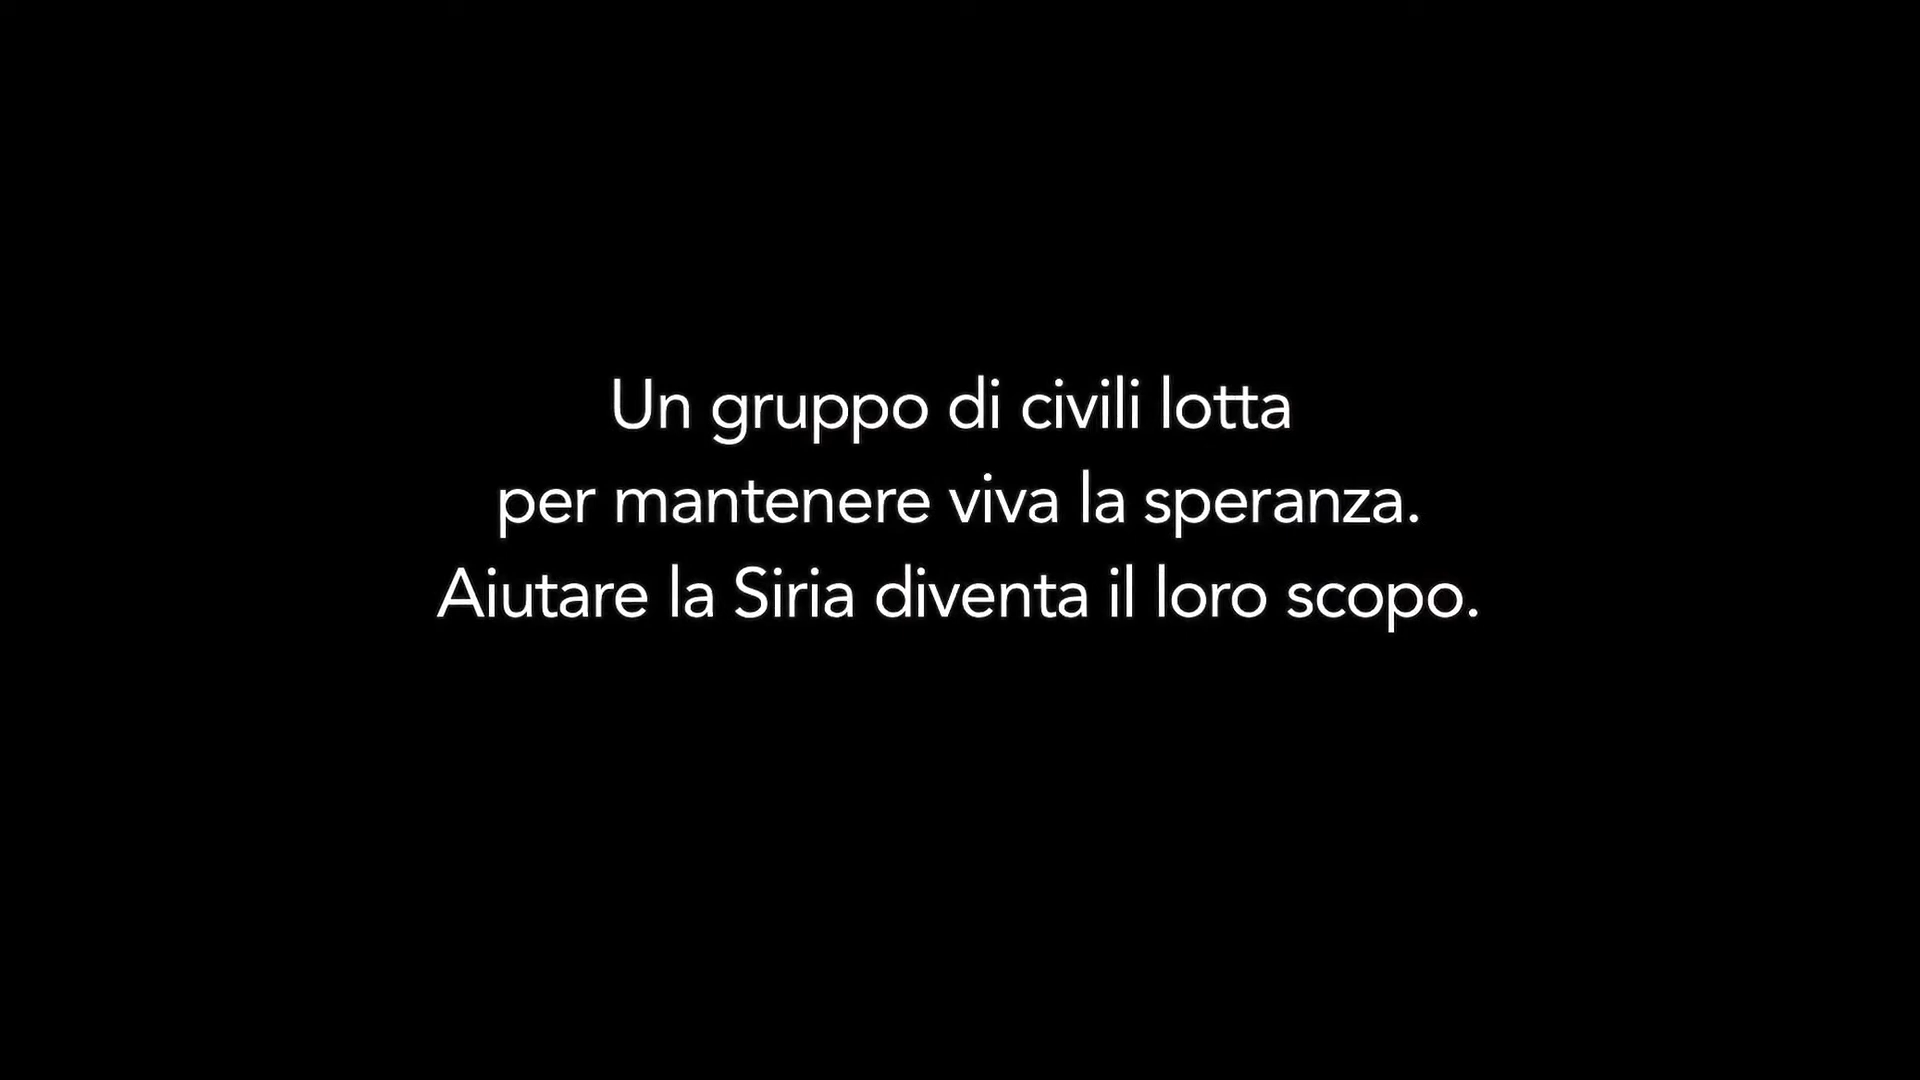 Un gruppo di civili lotta
per mantenere viva la speranza.
Aiutare la Siria diventa il loro scopo.